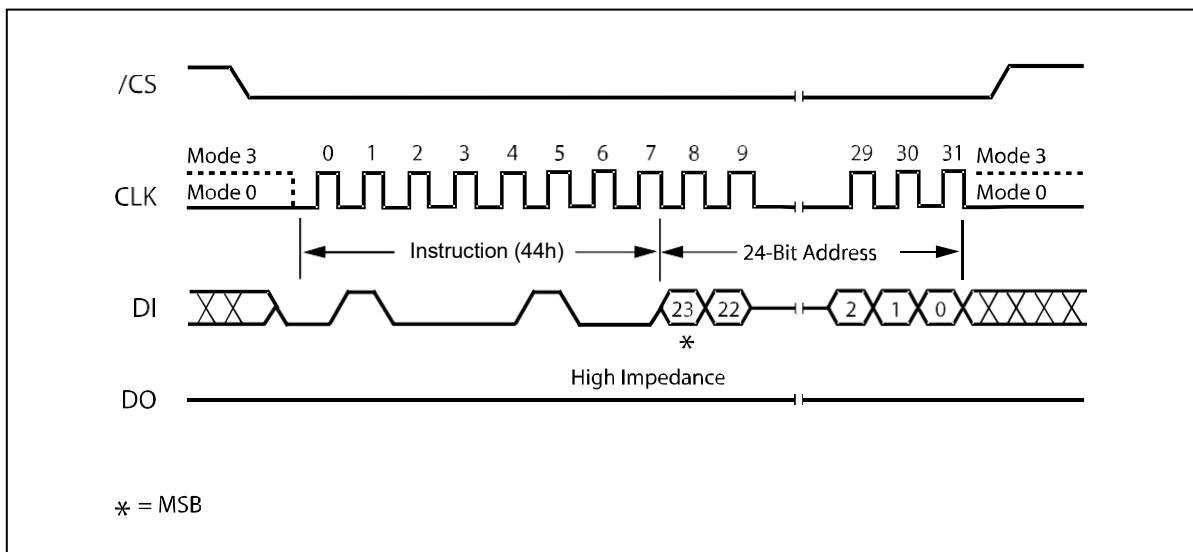 /CS
Mode 3
0 1 2 3 4 5 6 7 8 9 29 30 31
Mode 3
CLK
Mode 0
Mode 0
Instruction (44h)
24-Bit Address
DI
23 22 2 1 0
*
High Impedance
DO
* = MSB